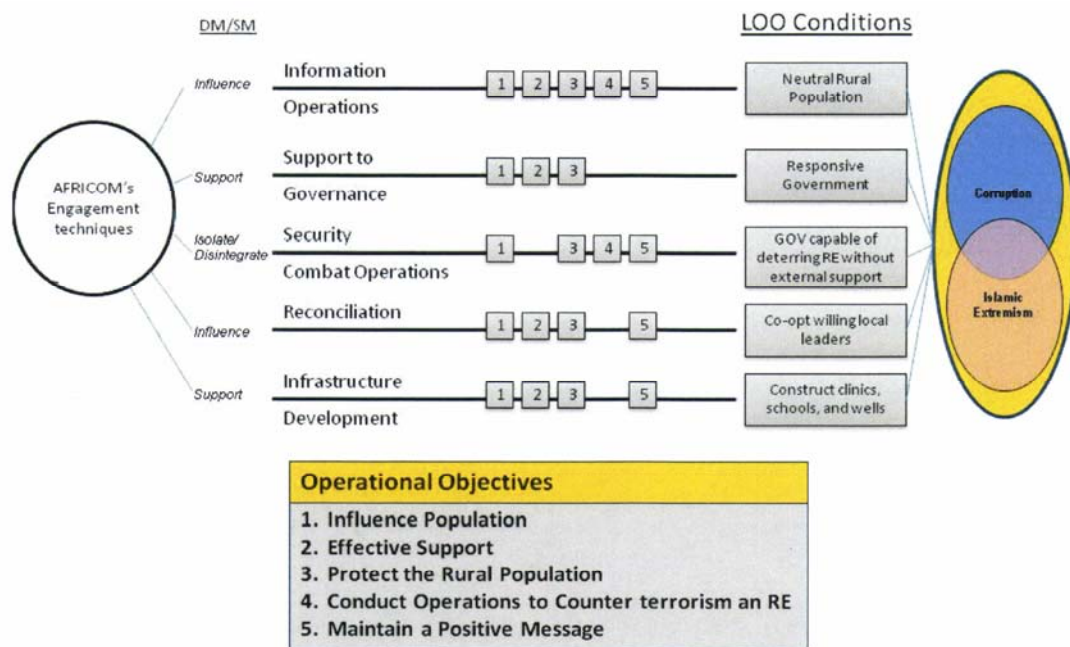 DM/SM
LOO Conditions
AFRICOM's
Engagement
techniques
Influence
Information
Operations
1 2 3 4 5
Neutral Rural
Population
Support
Support to
Governance
1 2 3
Responsive
Government
Isolate/
Disintegrate
Security
Combat Operations
1 3 4 5
GOV capable of
deterring RE without
external support
Influence
Reconciliation
1 2 3 5
Co-opt willing local
leaders
Support
Infrastructure
Development
1 2 3 5
Construct clinics,
schools, and wells
Corruption
Islamic
Extremism
Operational Objectives
1. Influence Population
2. Effective Support
3. Protect the Rural Population
4. Conduct Operations to Counter terrorism an RE
5. Maintain a Positive Message